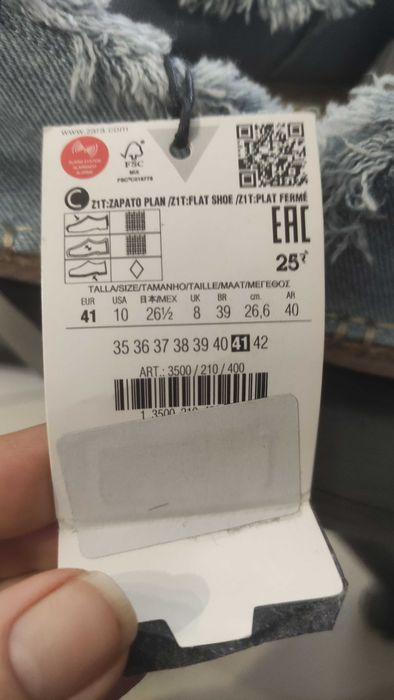 www.zara.com
ALARM SYSTEM
FSC
MIX
C Z1T:ZAPATO PLAN /Z1T:FLAT SHOE /Z1T:PLAT FERMÉ
EAC
25
TALLA/SIZE/TAMANHO/TAILLE/MAAT/ΜΕΓΕΘΟΣ
EUR USA 日本/MEX UK BR cm. AR
41 10 26½ 8 39 26,6 40
35 36 37 38 39 40 41 42
ART.: 3500 / 210 / 400